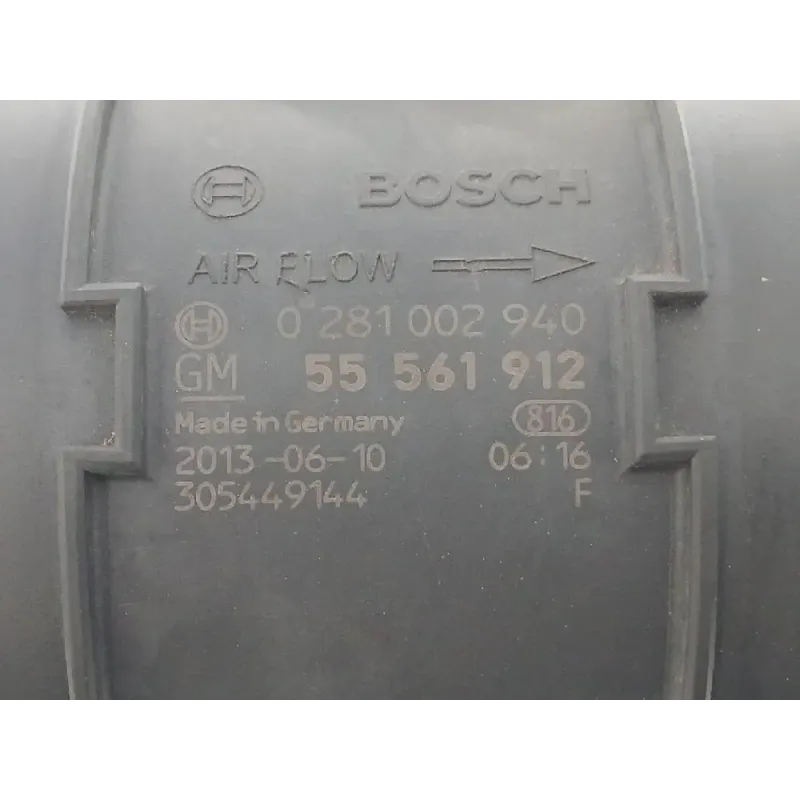 BOSCH
AIR FLOW
0 281 002 940
GM 55 561 912
Made in Germany 816
2013-06-10 06:16
305449144 F